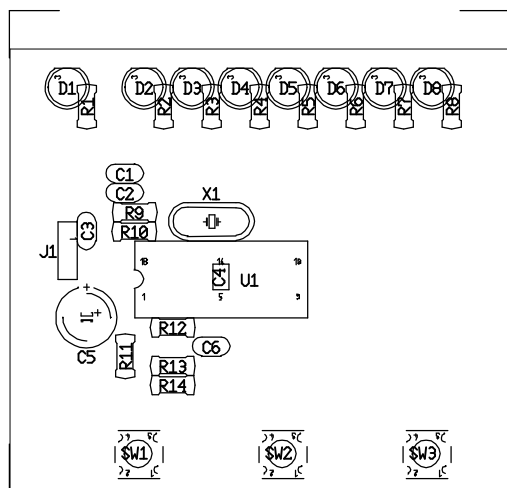 D1 D2 D3 D4 D5 D6 D7 D8
R1 R2 R3 R4 R5 R6 R7 R8
C1
C2
X1
R9
C3
R10
J1
18 14 10
C4 U1
1 5 9
+
+
C5
R12
R11
C6
R13
R14
SW1 SW2 SW3